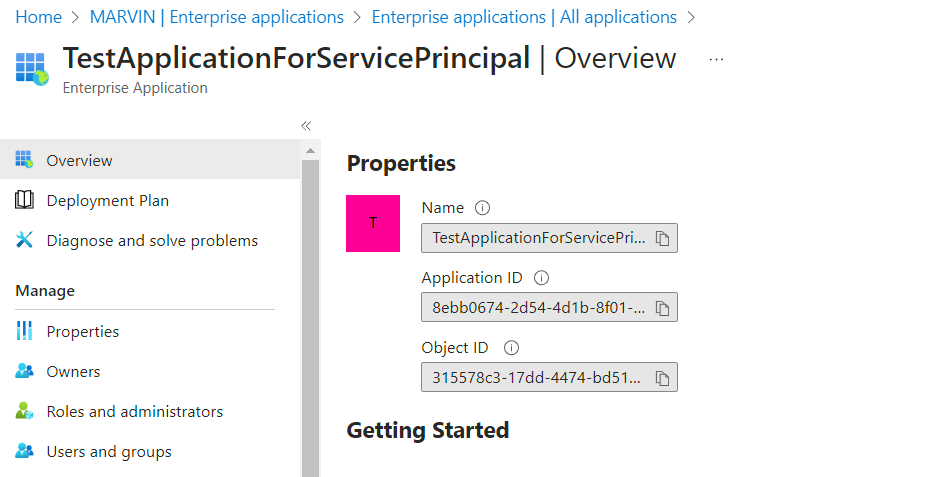 Home > MARVIN | Enterprise applications > Enterprise applications | All applications >
TestApplicationForServicePrincipal | Overview ...
Enterprise Application
«
Overview
Deployment Plan
Diagnose and solve problems
Manage
Properties
Owners
Roles and administrators
Users and groups
Properties
T
Name
TestApplicationForServicePri...
Application ID
8ebb0674-2d54-4d1b-8f01-...
Object ID
315578c3-17dd-4474-bd51...
Getting Started